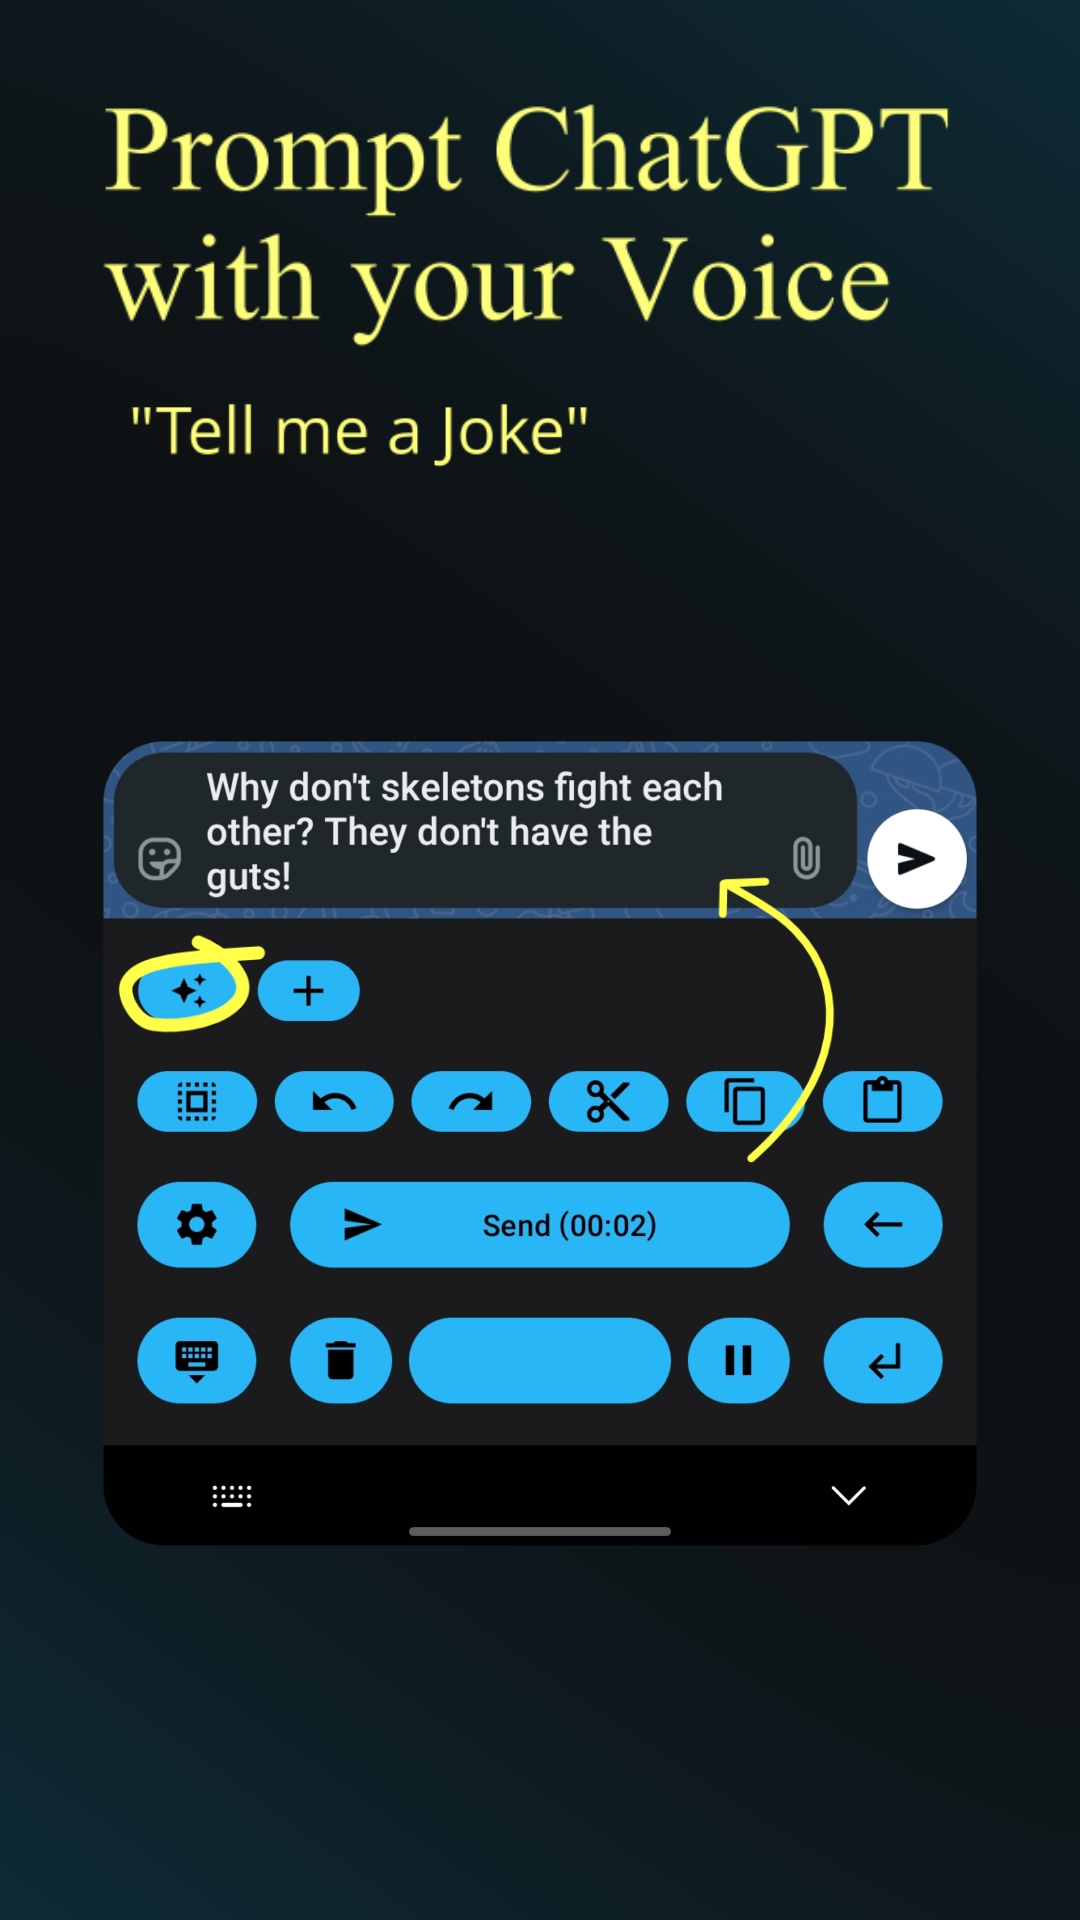 Prompt ChatGPT
with your Voice
"Tell me a Joke"
Why don't skeletons fight each
other? They don't have the
guts!
Send (00:02)